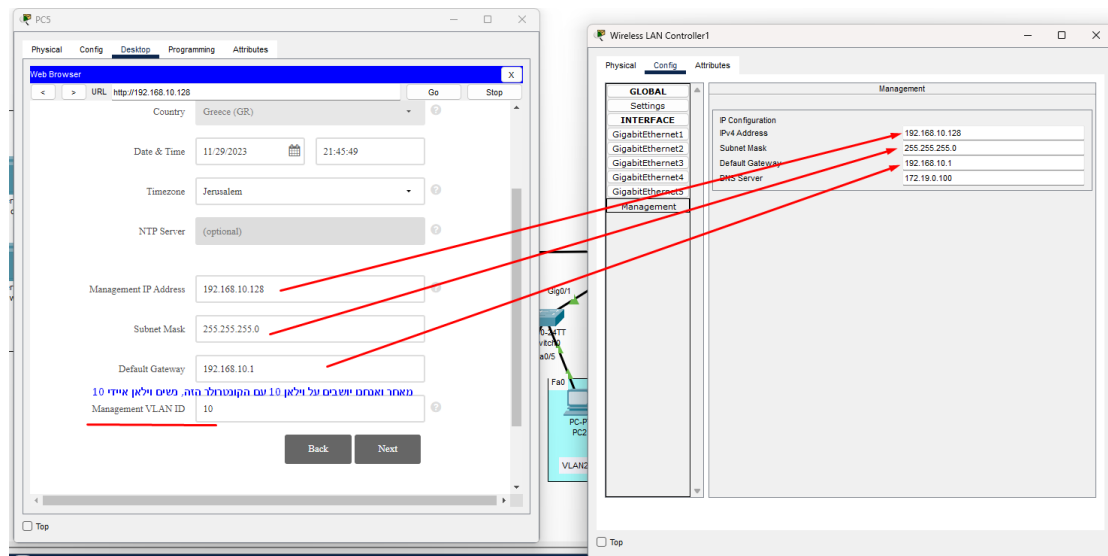 PC5
Physical Config Desktop Programming Attributes
Web Browser X
< > URL http://192.168.10.128 Go Stop
Country Greece (GR)
Date & Time 11/29/2023 21:45:49
Timezone Jerusalem
NTP Server (optional)
Management IP Address 192.168.10.128
Subnet Mask 255.255.255.0
Default Gateway 192.168.10.1
מאחר ואנחנו יושבים על וילאן 10 עם הקונטרולר הזה, נשים וילאן איידי 10
Management VLAN ID 10
Back Next
Top
Gig0/1
Fa0
PC2
VLAN2
Wireless LAN Controller1
Physical Config Attributes
GLOBAL
Settings
INTERFACE
GigabitEthernet1
GigabitEthernet2
GigabitEthernet3
GigabitEthernet4
GigabitEthernet5
Management
Management
IP Configuration
IPv4 Address 192.168.10.128
Subnet Mask 255.255.255.0
Default Gateway 192.168.10.1
DNS Server 172.19.0.100
Top